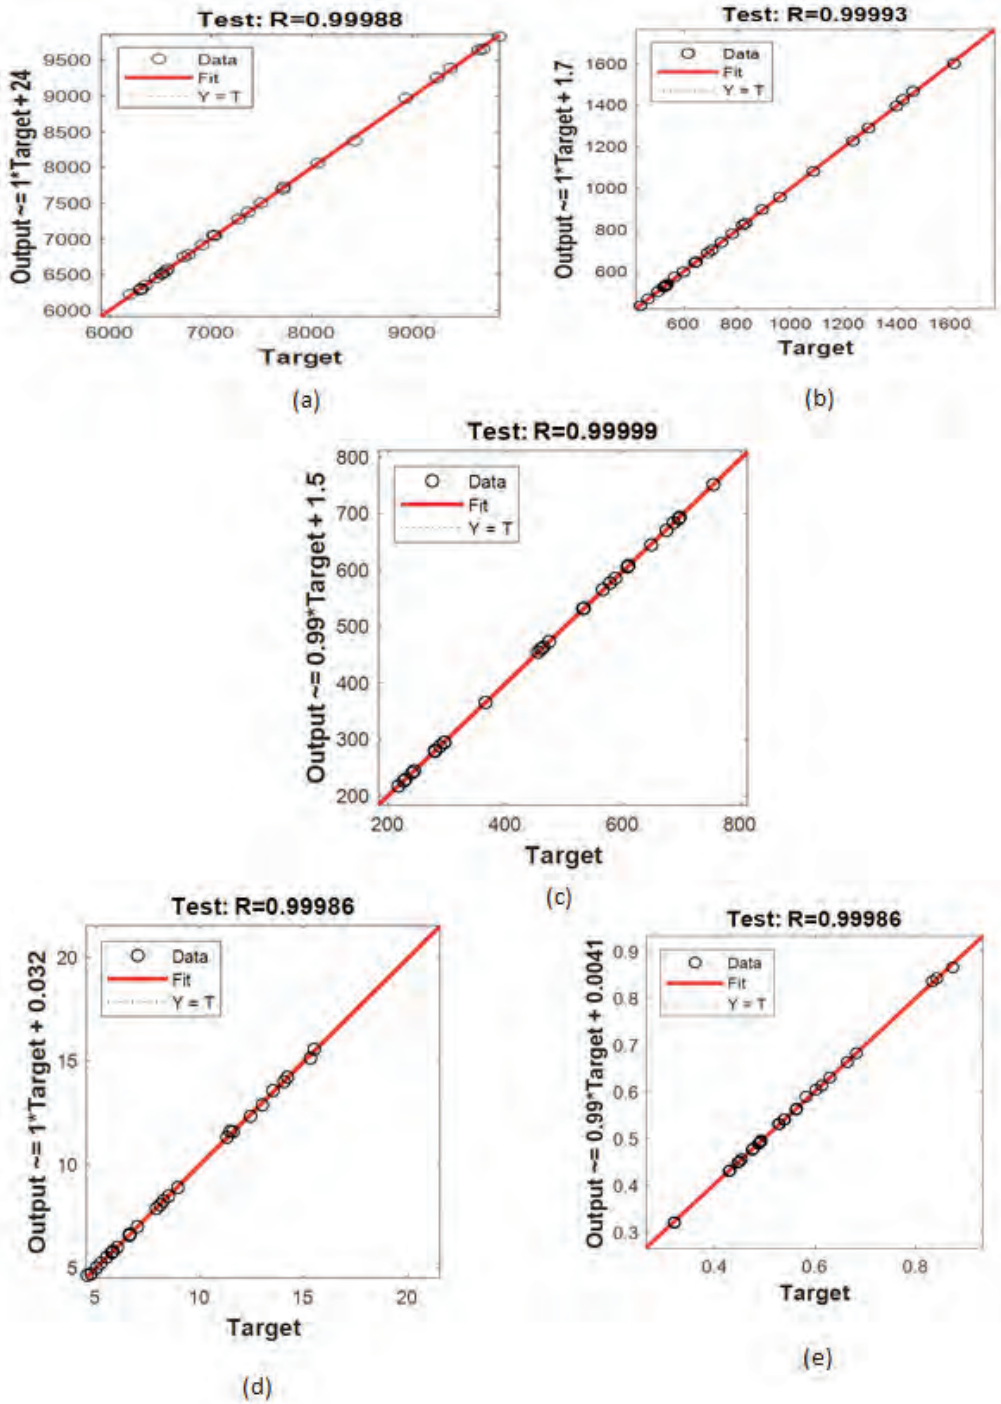 Test: R=0.99988
Output ~= 1*Target + 24
9500
9000
8500
8000
7500
7000
6500
6000
Data
Fit
Y = T
6000 7000 8000 9000
Target
(a)
Test: R=0.99993
Output ~= 1*Target + 1.7
1600
1400
1200
1000
800
600
Data
Fit
Y = T
600 800 1000 1200 1400 1600
Target
(b)
Test: R=0.99999
Output ~= 0.99*Target + 1.5
800
700
600
500
400
300
200
Data
Fit
Y = T
200 400 600 800
Target
(c)
Test: R=0.99986
Output ~= 1*Target + 0.032
20
15
10
5
Data
Fit
Y = T
5 10 15 20
Target
(d)
Test: R=0.99986
Output ~= 0.99*Target + 0.0041
0.9
0.8
0.7
0.6
0.5
0.4
0.3
Data
Fit
Y = T
0.4 0.6 0.8
Target
(e)